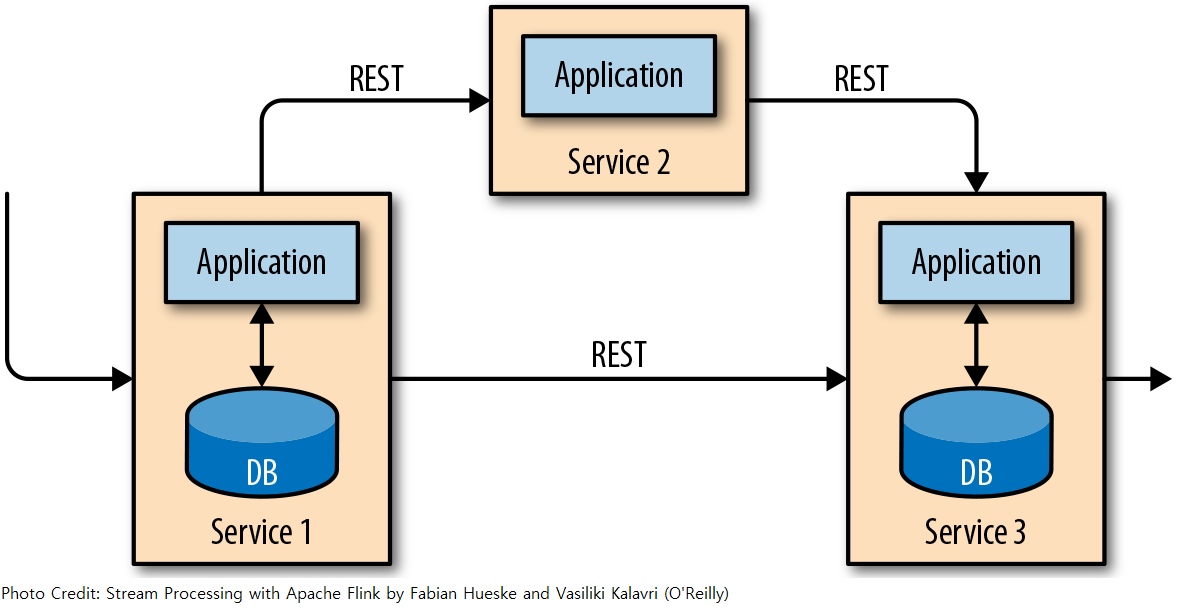 Application
Service 2
REST
REST
Application
DB
Service 1
REST
Application
DB
Service 3
Photo Credit: Stream Processing with Apache Flink by Fabian Hueske and Vasiliki Kalavri (O'Reilly)